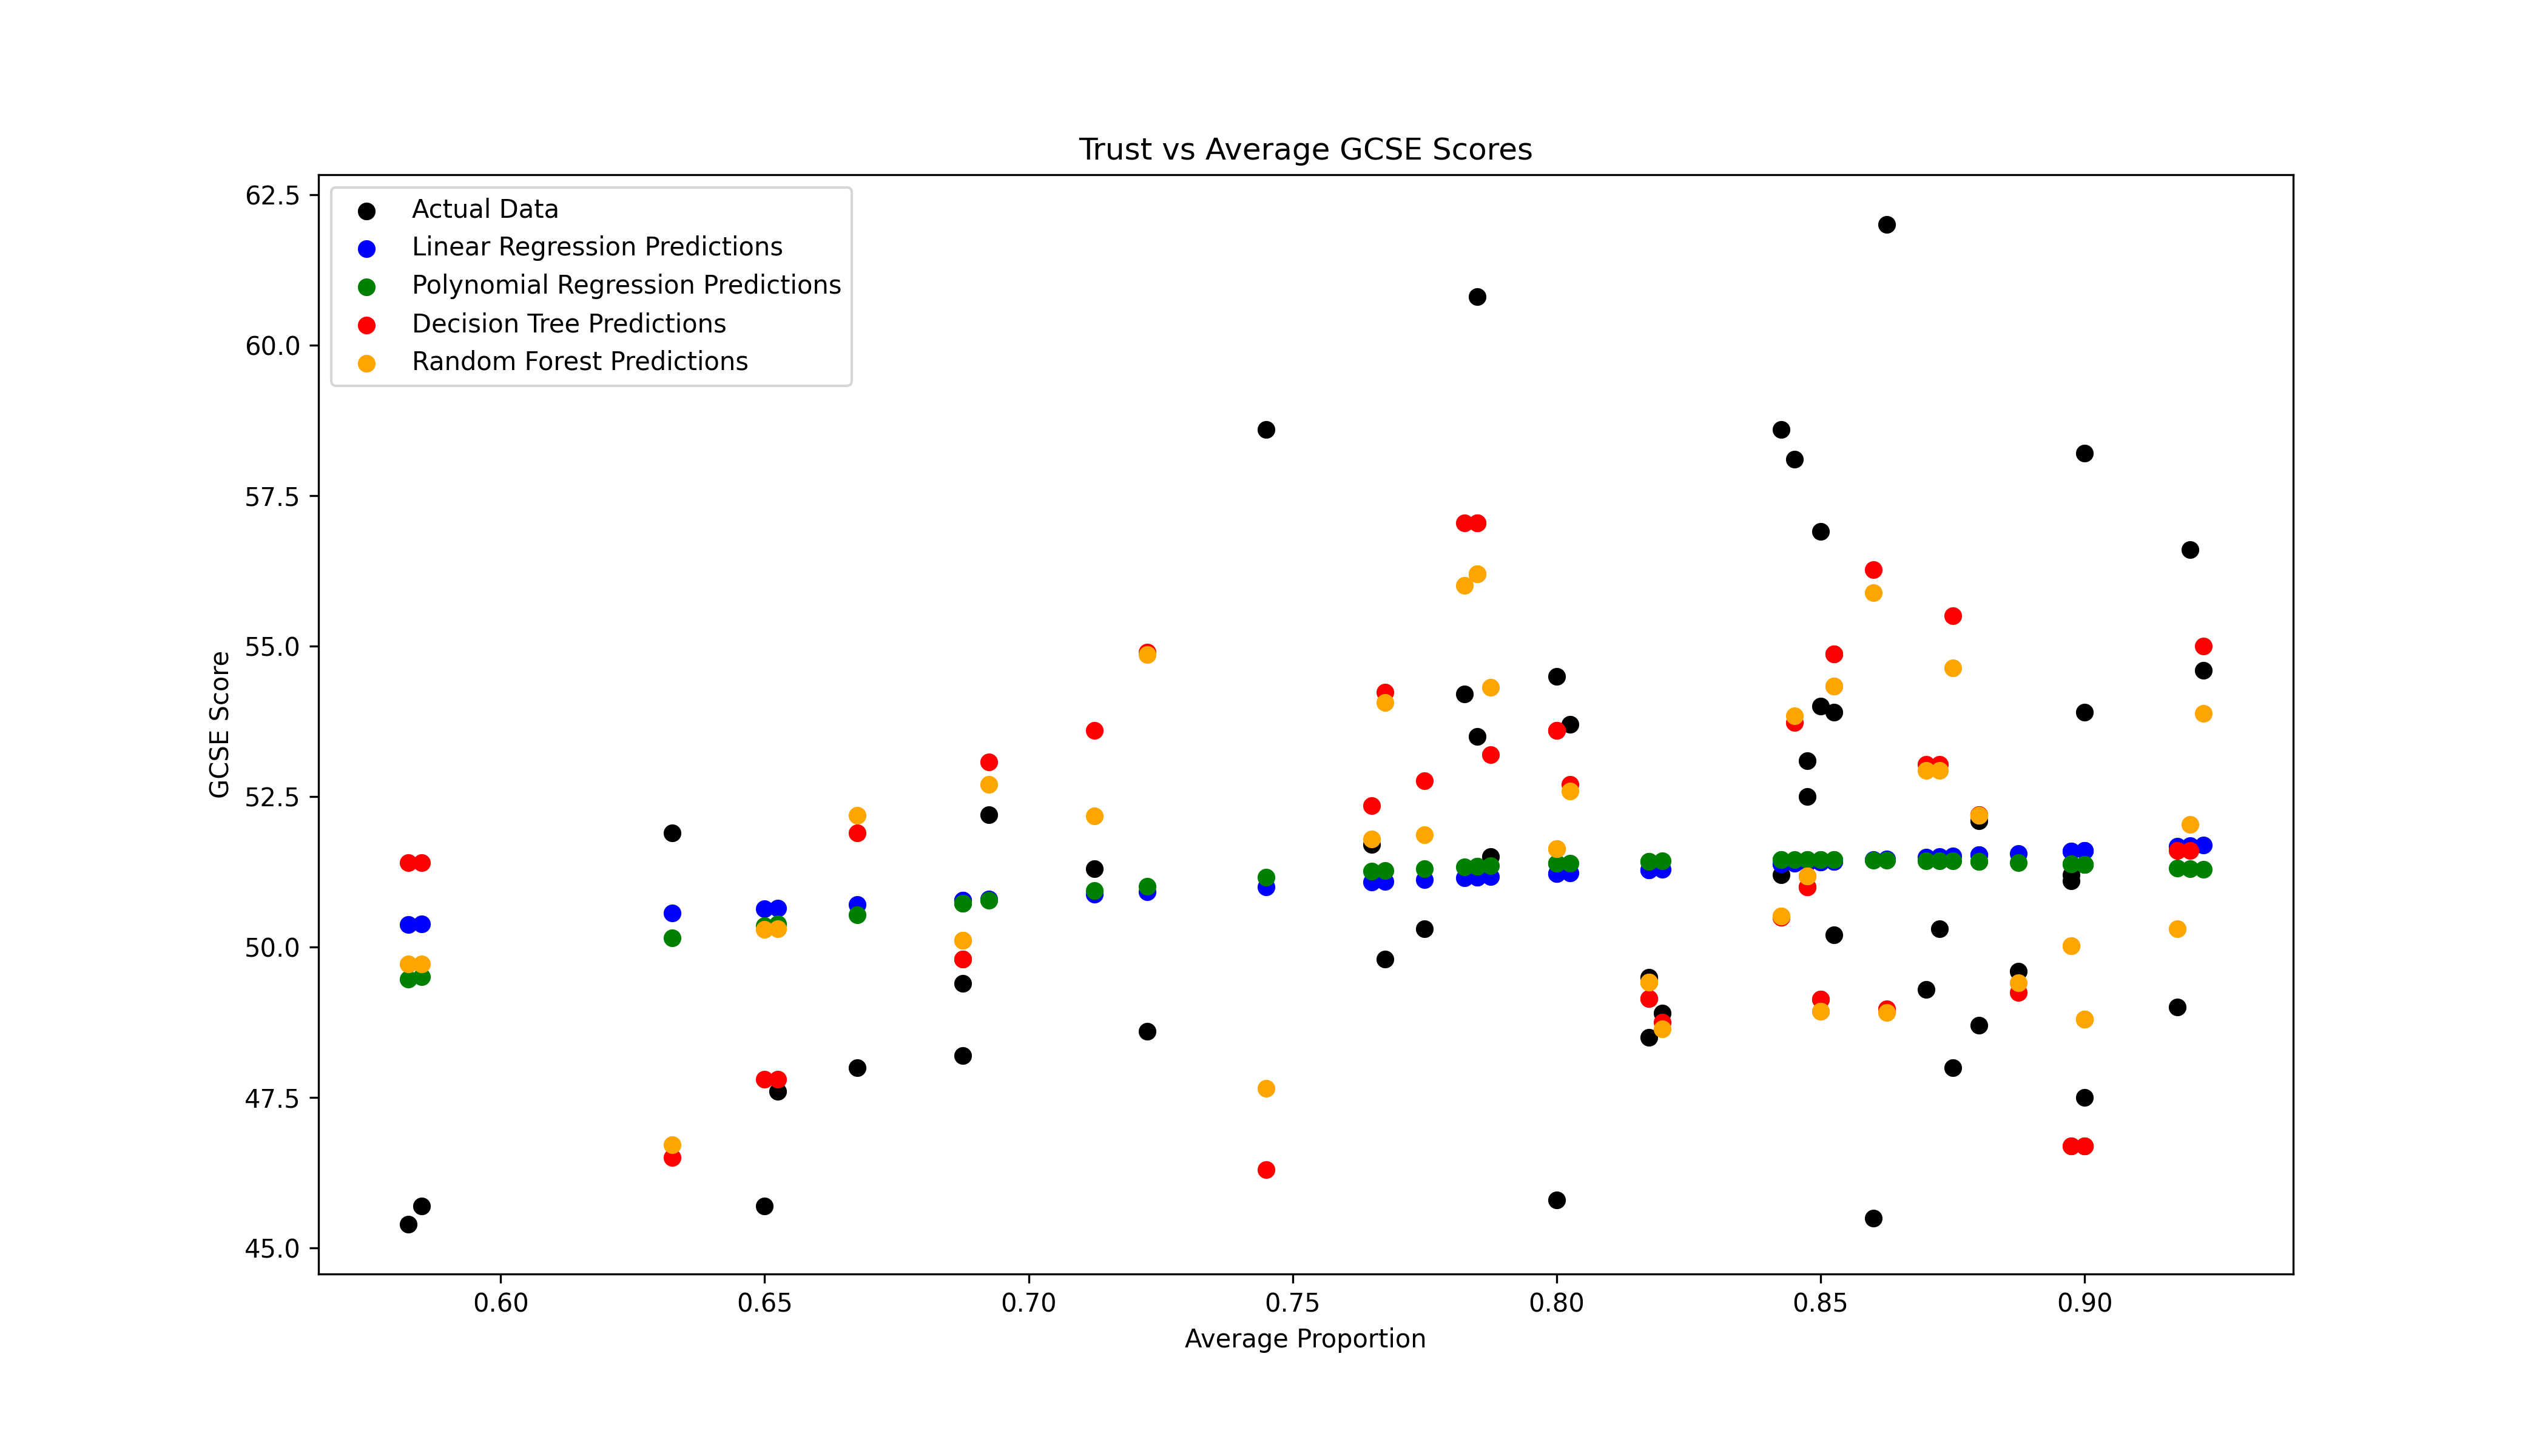 Trust vs Average GCSE Scores
62.5
60.0
57.5
55.0
52.5
50.0
47.5
45.0
GCSE Score
Actual Data
Linear Regression Predictions
Polynomial Regression Predictions
Decision Tree Predictions
Random Forest Predictions
0.60 0.65 0.70 0.75 0.80 0.85 0.90
Average Proportion